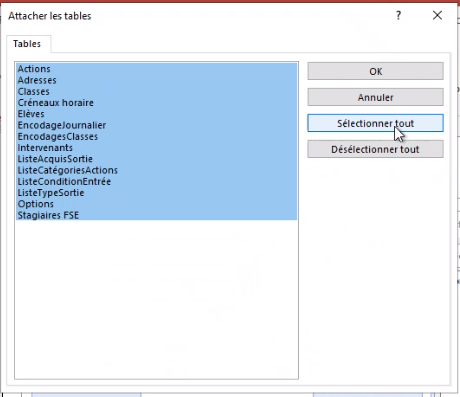 Attacher les tables
?
Tables
Actions
Adresses
Classes
Créneaux horaire
Elèves
EncodageJournalier
EncodagesClasses
Intervenants
ListeAcquisSortie
ListeCatégoriesActions
ListeConditionEntrée
ListeTypeSortie
Options
Stagiaires FSE
OK
Annuler
Sélectionner tout
Désélectionner tout